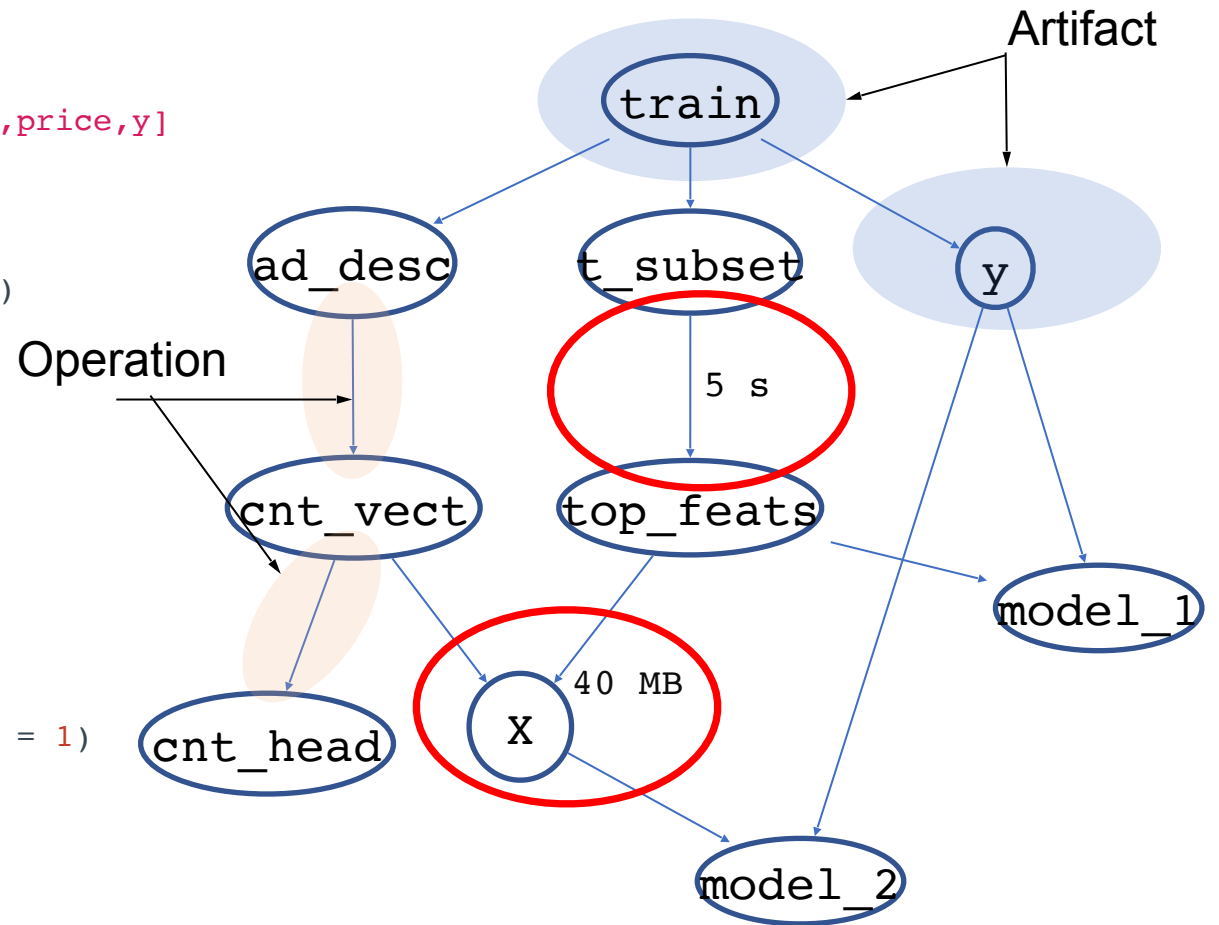 Artifact
train
,price,y]
ad_desc
t_subset
y
)
Operation
5 s
cnt_vect
top_feats
model_1
40 MB
X
= 1)
cnt_head
model_2